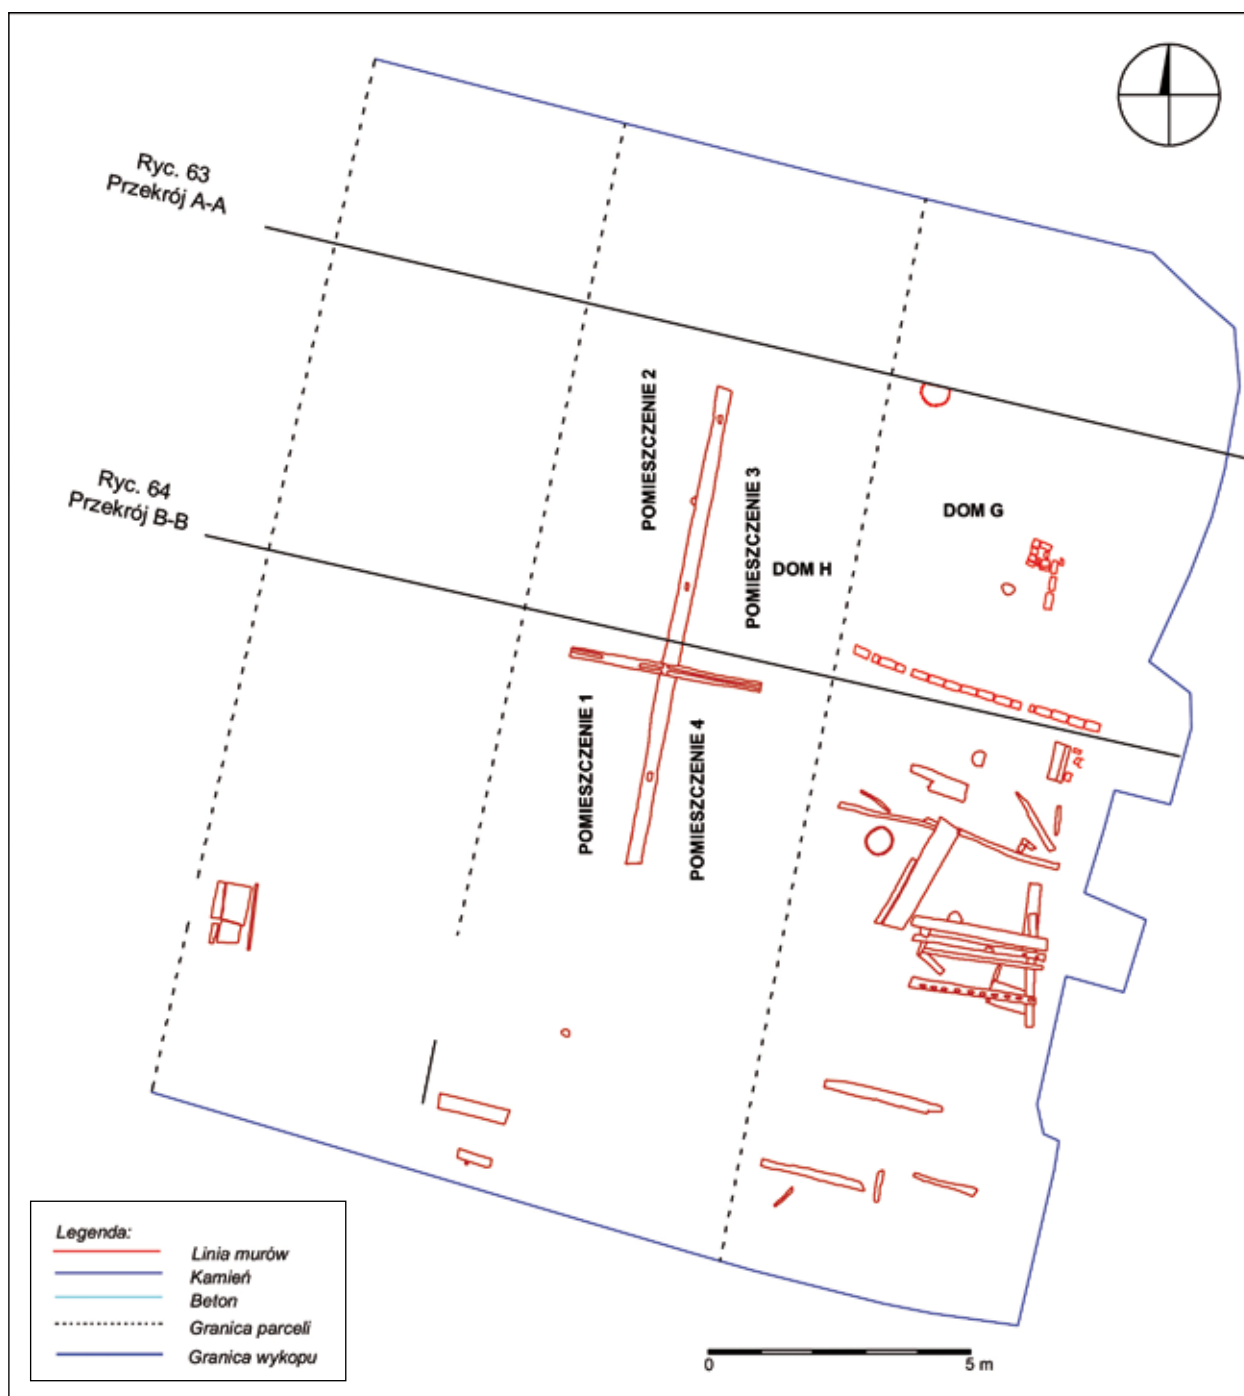 Ryc. 63
Przekrój A-A
Ryc. 64
Przekrój B-B
POMIESZCZENIE 2
POMIESZCZENIE 3
DOM G
DOM H
POMIESZCZENIE 1
POMIESZCZENIE 4
Legenda:
Linia murów
Kamień
Beton
Granica parceli
Granica wykopu
0 5 m